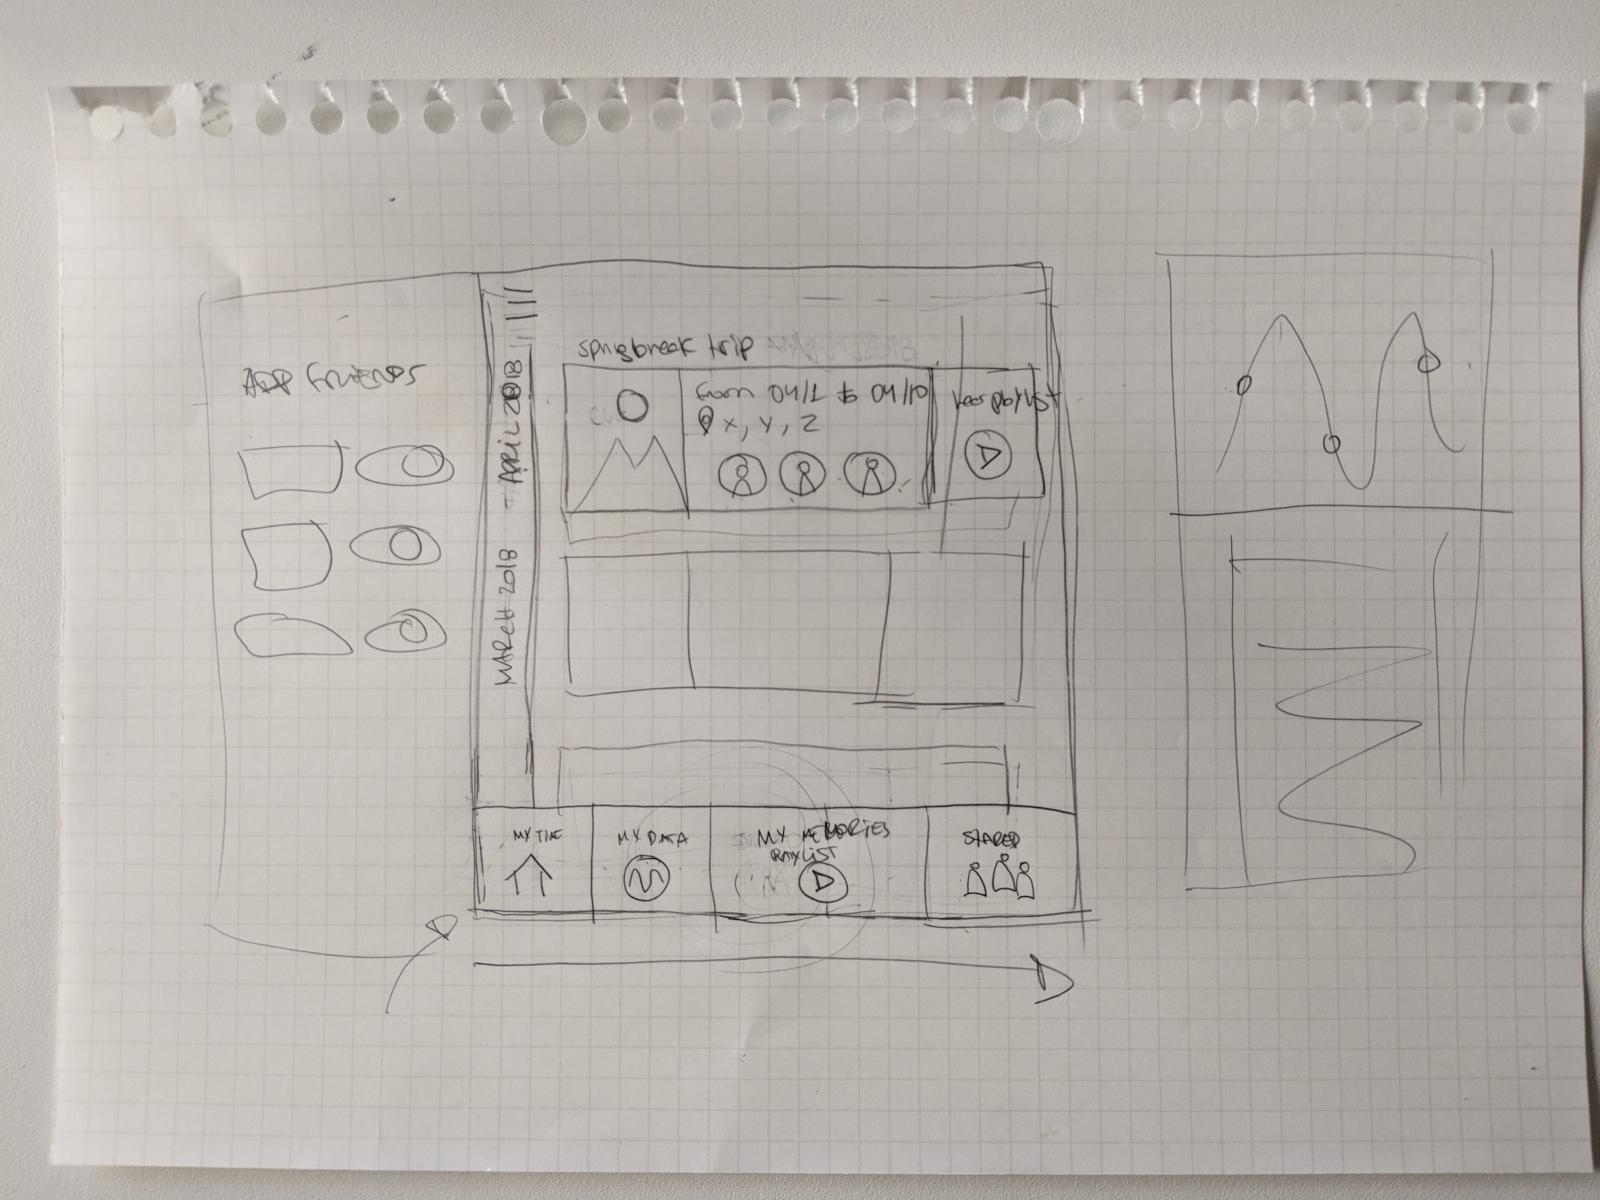 ADD FRIENDS
APRIL 2018
MARCH 2018
springbreak trip
from 04/1 to 04/10
x, y, z
hear playlist
MY TIME
MY DATA
MY MEMORIES
PLAYLIST
SHARED